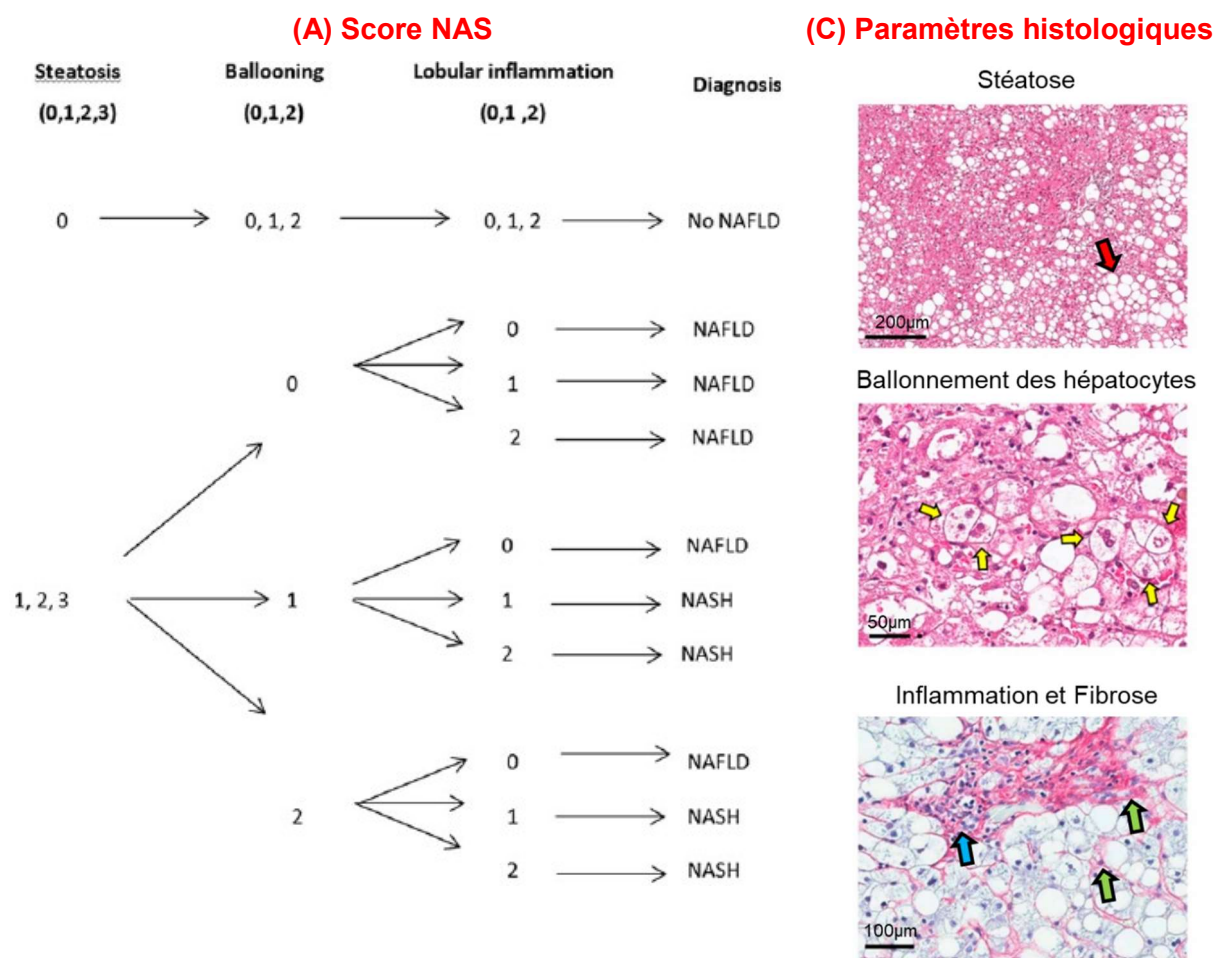 (A) Score NAS
Steatosis Ballooning Lobular inflammation Diagnosis
(0,1,2,3) (0,1,2) (0,1 ,2)
0 0, 1, 2 0, 1, 2 No NAFLD
0 NAFLD
0 1 NAFLD
2 NAFLD
0 NAFLD
1, 2, 3 1 1 NASH
2 NASH
0 NAFLD
2 1 NASH
2 NASH
(C) Paramètres histologiques
Stéatose
200µm
Ballonnement des hépatocytes
50µm
Inflammation et Fibrose
100µm